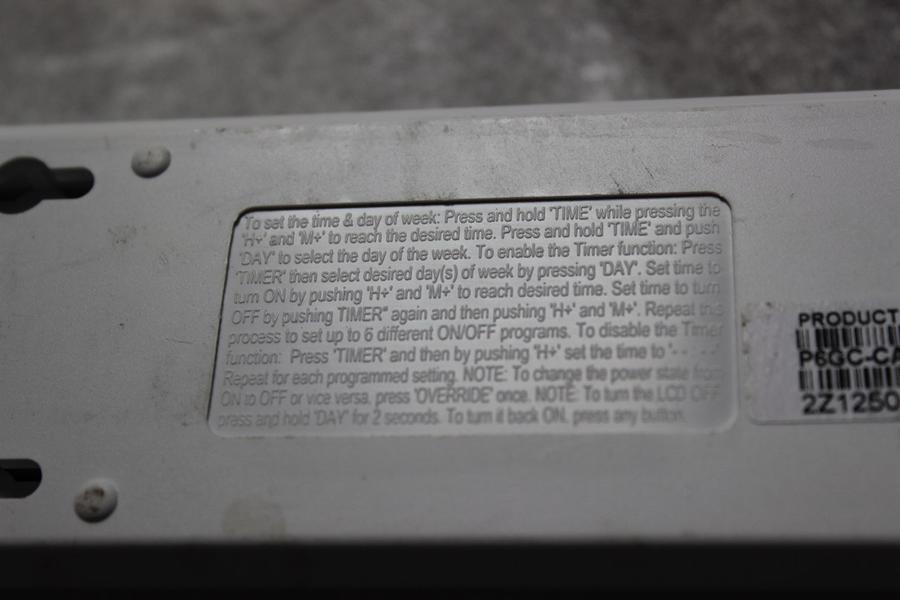 To set the time & day of week: Press and hold 'TIME' while pressing the
'H+' and 'M+' to reach the desired time. Press and hold 'TIME' and push
'DAY' to select the day of the week. To enable the Timer function: Press
'TIMER' then select desired day(s) of week by pressing 'DAY'. Set time to
turn ON by pushing 'H+' and 'M+' to reach desired time. Set time to turn
OFF by pushing TIMER" again and then pushing 'H+' and 'M+'. Repeat this
process to set up to 6 different ON/OFF programs. To disable the Timer
function: Press 'TIMER' and then by pushing 'H+' set the time to '-- --'
Repeat for each programmed setting. NOTE: To change the power state from
ON to OFF or vice versa, press 'OVERRIDE' once. NOTE: To turn the LCD OFF
press and hold 'DAY' for 2 seconds. To turn it back ON, press any button.
PRODUCT
P6GC-CA
2Z1250